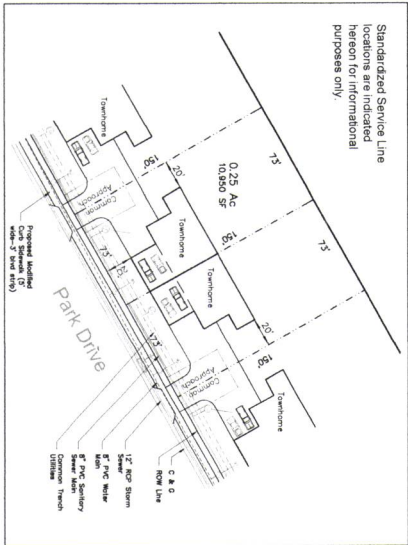 Standardized Service Line
locations are indicated
hereon for informational
purposes only.
73'
73'
150'
150'
150'
0.25 Ac
10,950 SF
20'
20'
20'
73'
73'
Townhome
Townhome
Townhome
Townhome
Common
Approach
Common
Approach
Park Drive
Proposed Modified
Curb Sidewalk (5'
wide-3' blvd strip)
C & G
ROW Line
12" RCP Storm
Sewer
8" PVC Water
Main
8" PVC Sanitary
Sewer Main
Common Trench
Utilities